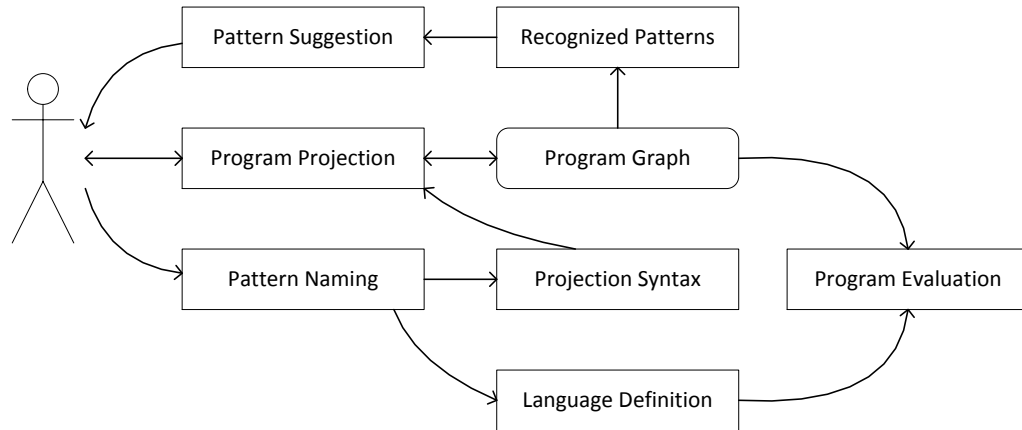 Pattern Suggestion
Recognized Patterns
Program Projection
Program Graph
Pattern Naming
Projection Syntax
Program Evaluation
Language Definition